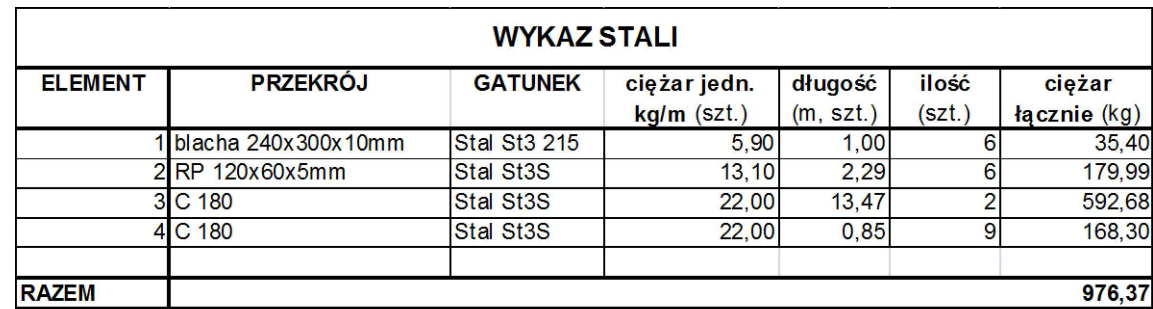 WYKAZ STALI
ELEMENT PRZEKRÓJ GATUNEK ciężar jedn. długość ilość ciężar
kg/m (szt.) (m, szt.) (szt.) łącznie (kg)
1 blacha 240x300x10mm Stal St3 215 5,90 1,00 6 35,40
2 RP 120x60x5mm Stal St3S 13,10 2,29 6 179,99
3 C 180 Stal St3S 22,00 13,47 2 592,68
4 C 180 Stal St3S 22,00 0,85 9 168,30
RAZEM 976,37